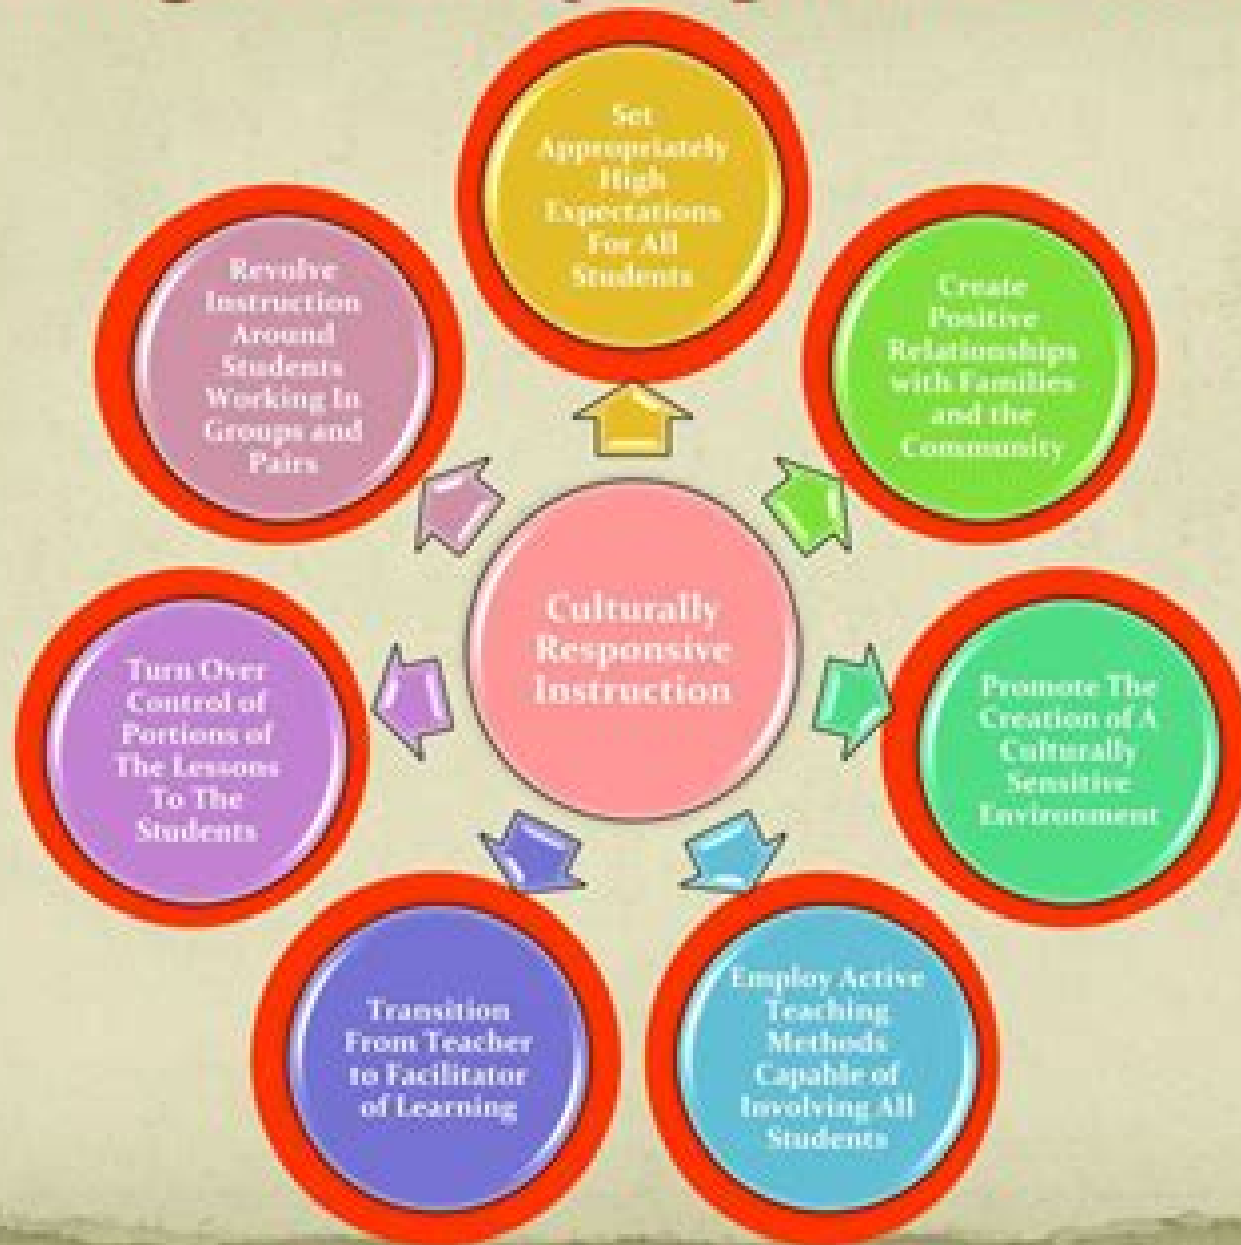 Set
Appropriately
High
Expectations
For All
Students
Create
Positive
Relationships
with Families
and the
Community
Promote The
Creation of A
Culturally
Sensitive
Environment
Employ Active
Teaching
Methods
Capable of
Involving All
Students
Transition
From Teacher
to Facilitator
of Learning
Turn Over
Control of
Portions of
The Lessons
To The
Students
Revolve
Instruction
Around
Students
Working In
Groups and
Pairs
Culturally
Responsive
Instruction